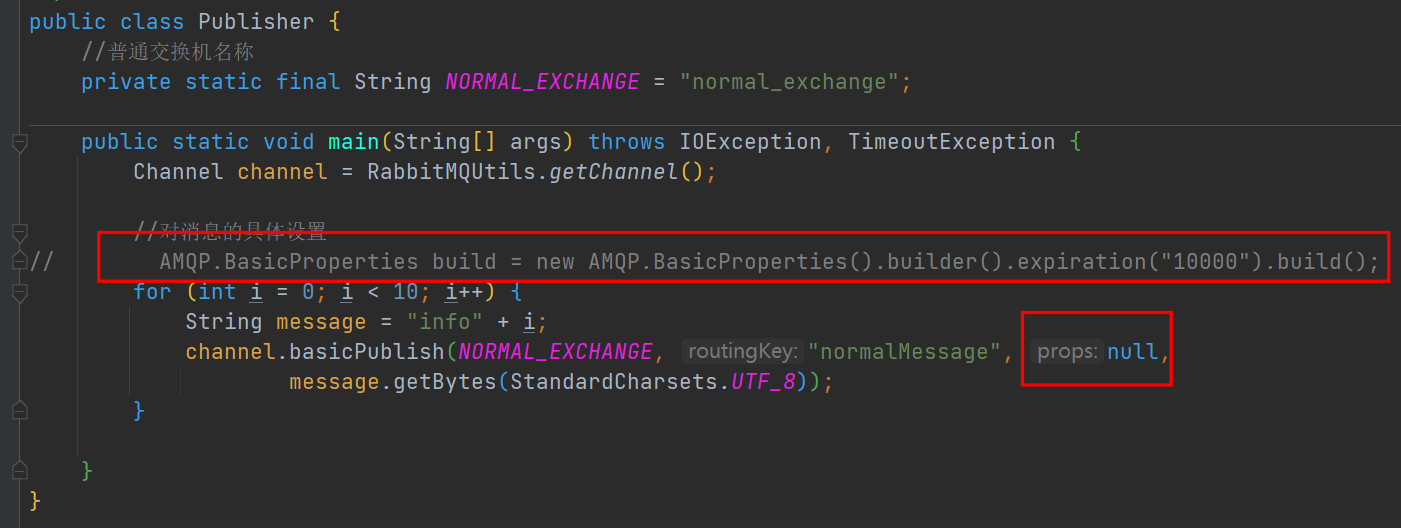 public class Publisher {
//普通交换机名称
private static final String NORMAL_EXCHANGE = "normal_exchange";
public static void main(String[] args) throws IOException, TimeoutException {
Channel channel = RabbitMQUtils.getChannel();
//对消息的具体设置
// AMQP.BasicProperties build = new AMQP.BasicProperties().builder().expiration("10000").build();
for (int i = 0; i < 10; i++) {
String message = "info" + i;
channel.basicPublish(NORMAL_EXCHANGE, routingKey: "normalMessage", props: null,
message.getBytes(StandardCharsets.UTF_8));
}
}
}